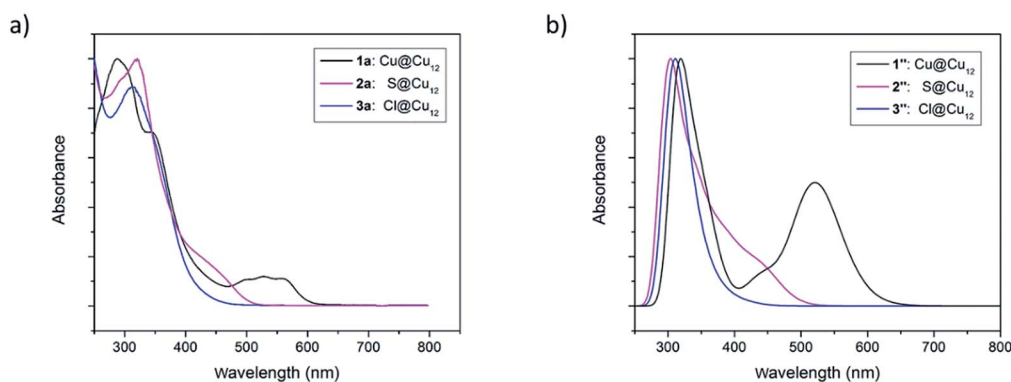 a)
1a: Cu@Cu₁₂
2a: S@Cu₁₂
3a: Cl@Cu₁₂
Absorbance
300 400 500 600 700 800
Wavelength (nm)
b)
1": Cu@Cu₁₂
2": S@Cu₁₂
3": Cl@Cu₁₂
Absorbance
300 400 500 600 700 800
Wavelength (nm)